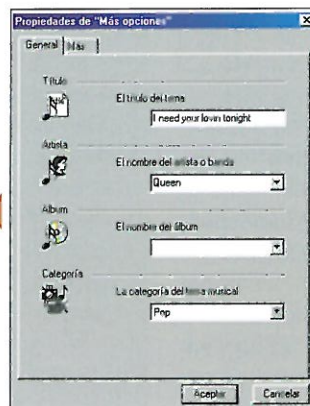 Propiedades de "Más opciones"
General Más
Título
El título del tema
I need your lovin tonight
Artista
El nombre del artista o banda
Queen
Album
El nombre del álbum
Categoría
La categoría del tema musical
Pop
Aceptar Cancelar